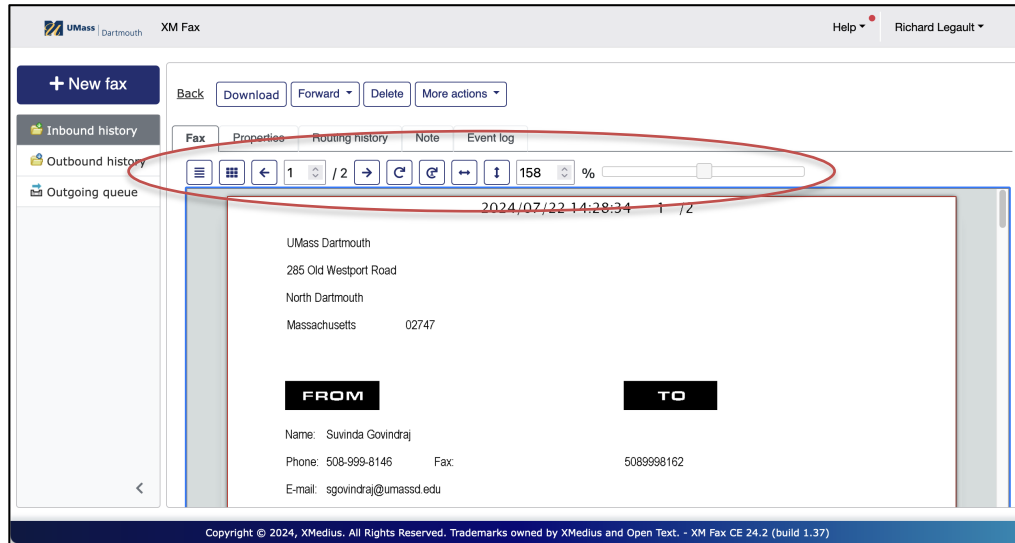 UMass Dartmouth XM Fax Help Richard Legault
+ New fax
Back Download Forward Delete More actions
Inbound history
Outbound history
Outgoing queue
Fax Properties Routing history Note Event log
1 / 2 158 %
2024/07/22 14:28:34 1 /2
UMass Dartmouth
285 Old Westport Road
North Dartmouth
Massachusetts 02747
FROM TO
Name: Suvinda Govindraj
Phone: 508-999-8146 Fax: 5089998162
E-mail: sgovindraj@umassd.edu
Copyright © 2024, XMedius. All Rights Reserved. Trademarks owned by XMedius and Open Text. - XM Fax CE 24.2 (build 1.37)